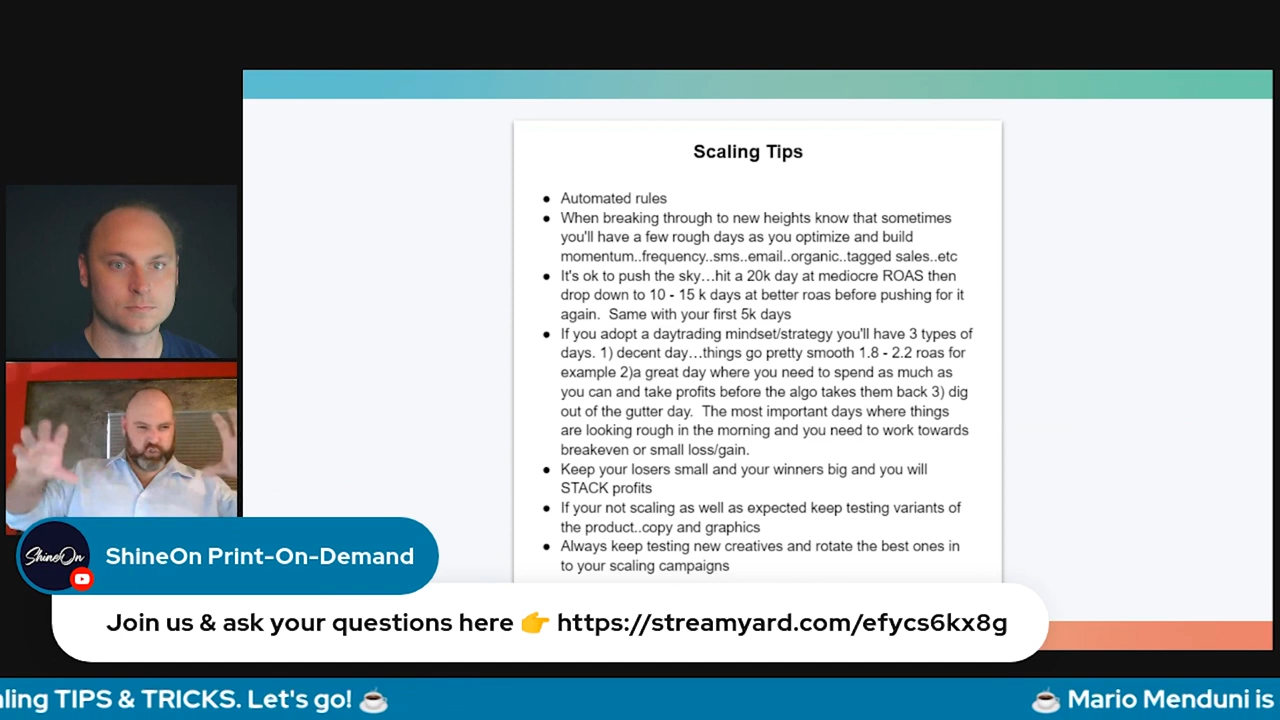 Scaling Tips
● Automated rules
● When breaking through to new heights know that sometimes
you'll have a few rough days as you optimize and build
momentum..frequency..sms..email..organic..tagged sales..etc
● It's ok to push the sky...hit a 20k day at mediocre ROAS then
drop down to 10 - 15 k days at better roas before pushing for it
again. Same with your first 5k days
● If you adopt a daytrading mindset/strategy you'll have 3 types of
days. 1) decent day...things go pretty smooth 1.8 - 2.2 roas for
example 2)a great day where you need to spend as much as
you can and take profits before the algo takes them back 3) dig
out of the gutter day. The most important days where things
are looking rough in the morning and you need to work towards
breakeven or small loss/gain.
● Keep your losers small and your winners big and you will
STACK profits
● If your not scaling as well as expected keep testing variants of
the product..copy and graphics
● Always keep testing new creatives and rotate the best ones in
to your scaling campaigns
ShineOn
ShineOn Print-On-Demand
Join us & ask your questions here 👉 https://streamyard.com/efycs6kx8g
aling TIPS & TRICKS. Let's go! ☕ ☕ Mario Menduni is